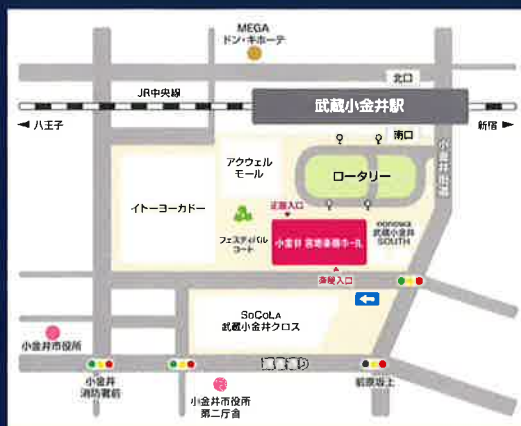 MEGA
ドン・キホーテ
北口
JR中央線
武蔵小金井駅
八王子
新宿
南口
小金井街道
アクウェル
モール
ロータリー
イトーヨーカドー
正面入口
フェスティバル
コート
小金井 宮地楽器ホール
nonowa
武蔵小金井
SOUTH
楽屋入口
SOCOLA
武蔵小金井クロス
小金井市役所
連雀通り
小金井
消防署前
前原坂上
小金井市役所
第二庁舎